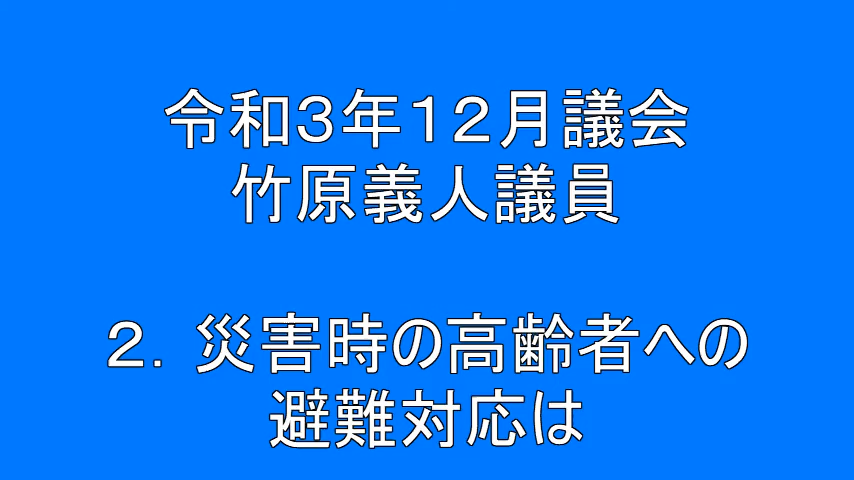 令和３年１２月議会
竹原義人議員
２．災害時の高齢者への
避難対応は